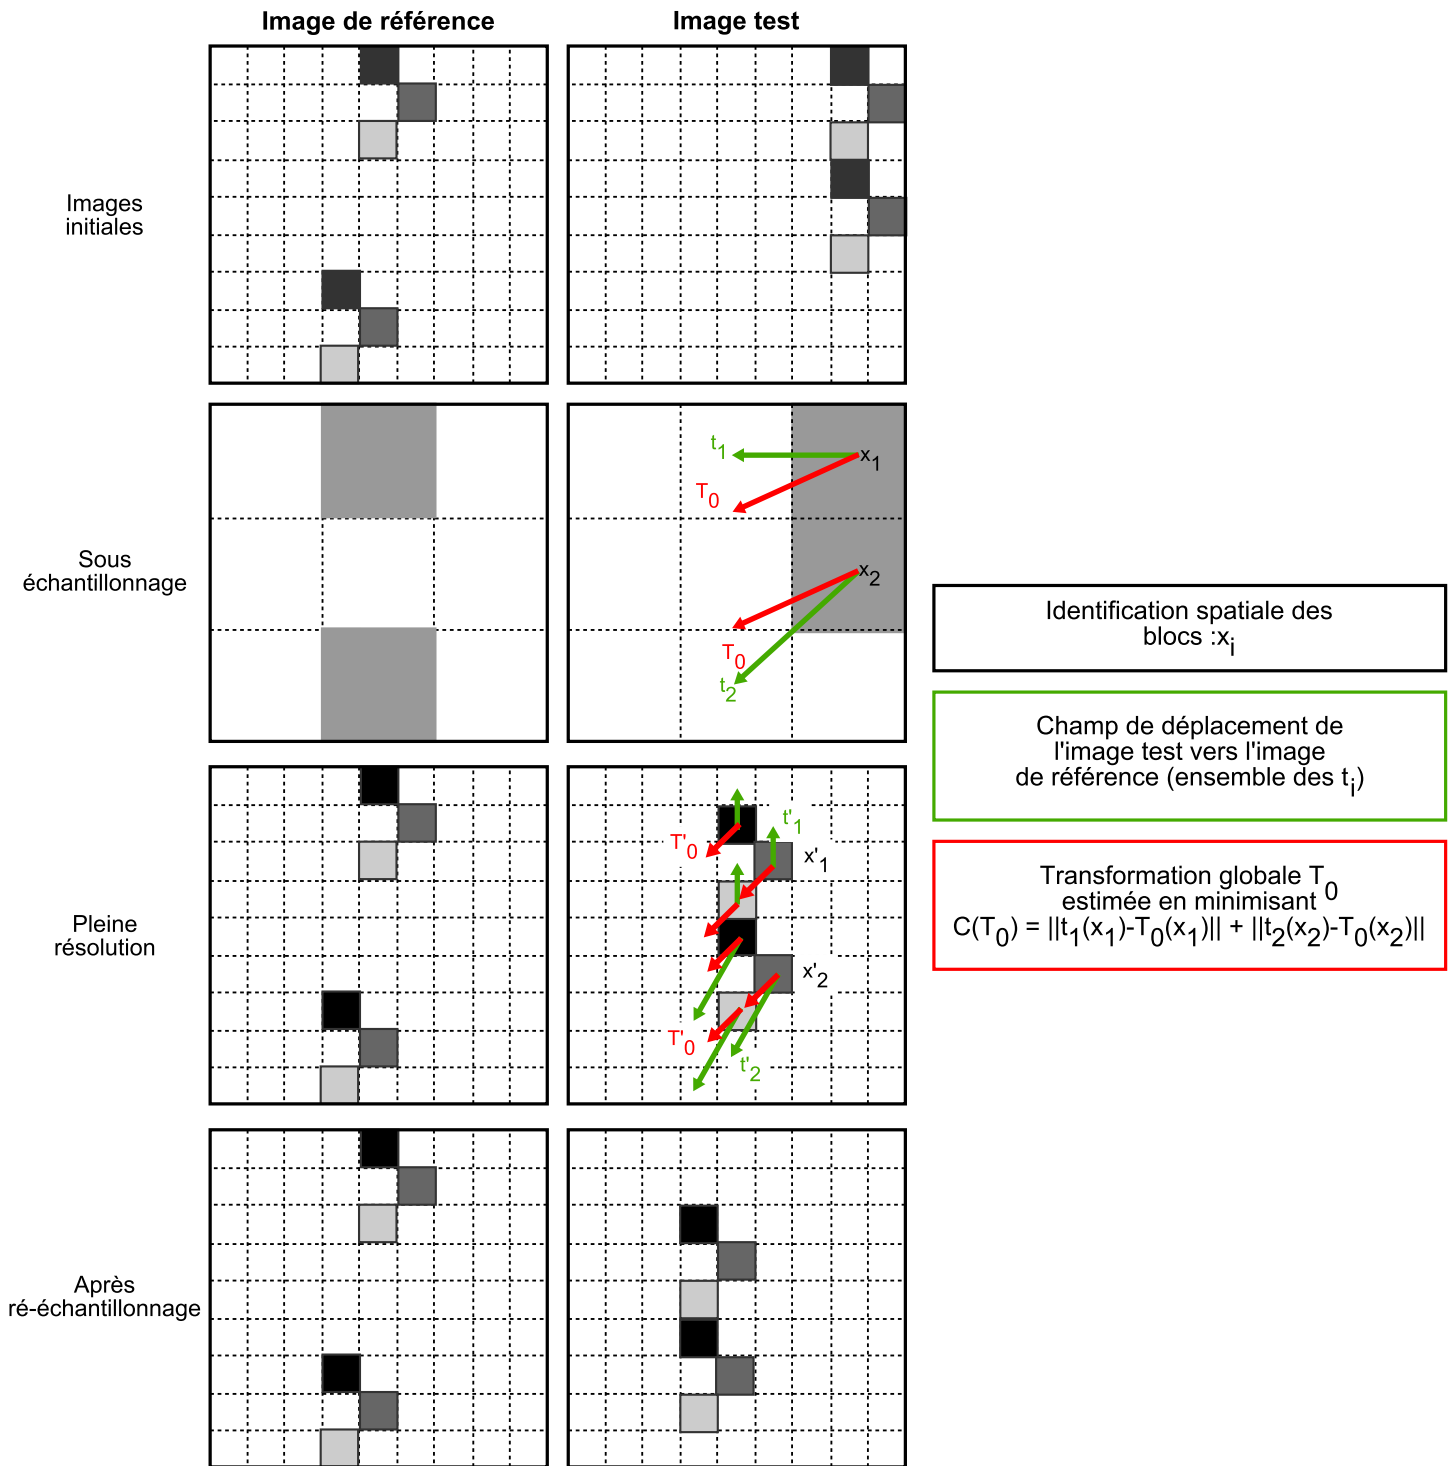 Image de référence
Image test
Images
initiales
Sous
échantillonnage
t1
x1
T0
x2
T0
t2
Identification spatiale des
blocs :xi
Champ de déplacement de
l'image test vers l'image
de référence (ensemble des ti)
Transformation globale T0
estimée en minimisant
C(T0) = ||t1(x1)-T0(x1)|| + ||t2(x2)-T0(x2)||
Pleine
résolution
t'1
T'0
x'1
x'2
T'0
t'2
Après
ré-échantillonnage